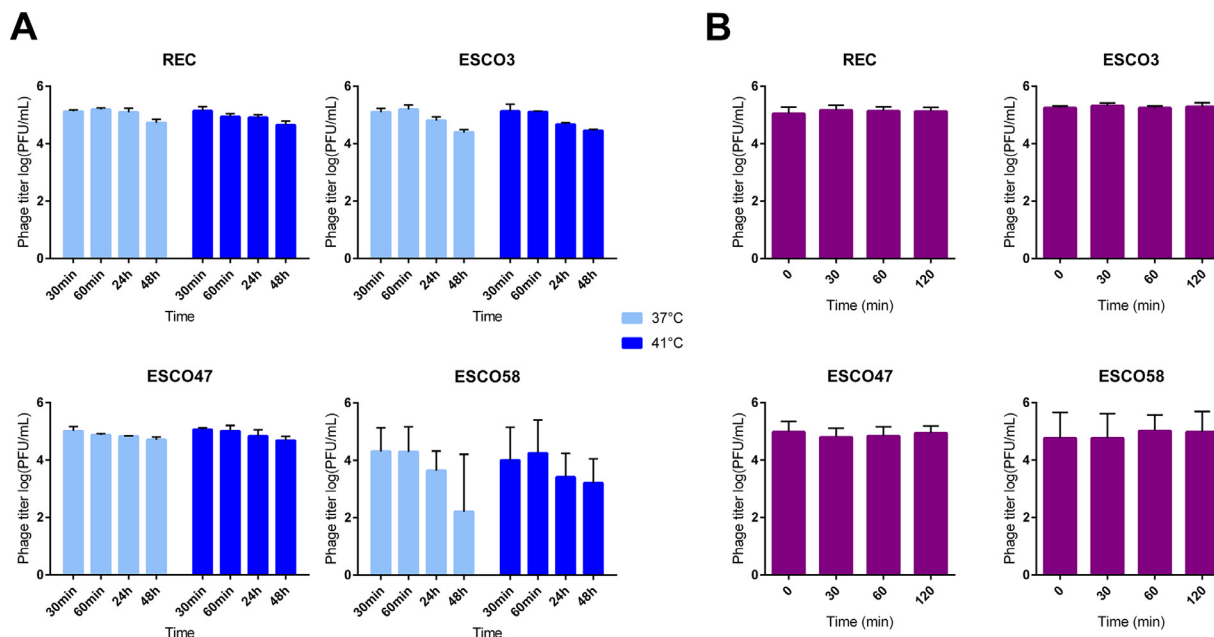 A
B
REC
ESCO3
REC
ESCO3
Phage titer log(PFU/mL)
6
4
2
0
30min 60min 24h 48h 30min 60min 24h 48h
Time
Phage titer log(PFU/mL)
6
4
2
0
30min 60min 24h 48h 30min 60min 24h 48h
Time
Phage titer log(PFU/mL)
6
4
2
0
0 30 60 120
Time (min)
Phage titer log(PFU/mL)
6
4
2
0
0 30 60 120
Time (min)
37°C
41°C
ESCO47
ESCO58
ESCO47
ESCO58
Phage titer log(PFU/mL)
6
4
2
0
30min 60min 24h 48h 30min 60min 24h 48h
Time
Phage titer log(PFU/mL)
6
4
2
0
30min 60min 24h 48h 30min 60min 24h 48h
Time
Phage titer log(PFU/mL)
6
4
2
0
0 30 60 120
Time (min)
Phage titer log(PFU/mL)
6
4
2
0
0 30 60 120
Time (min)